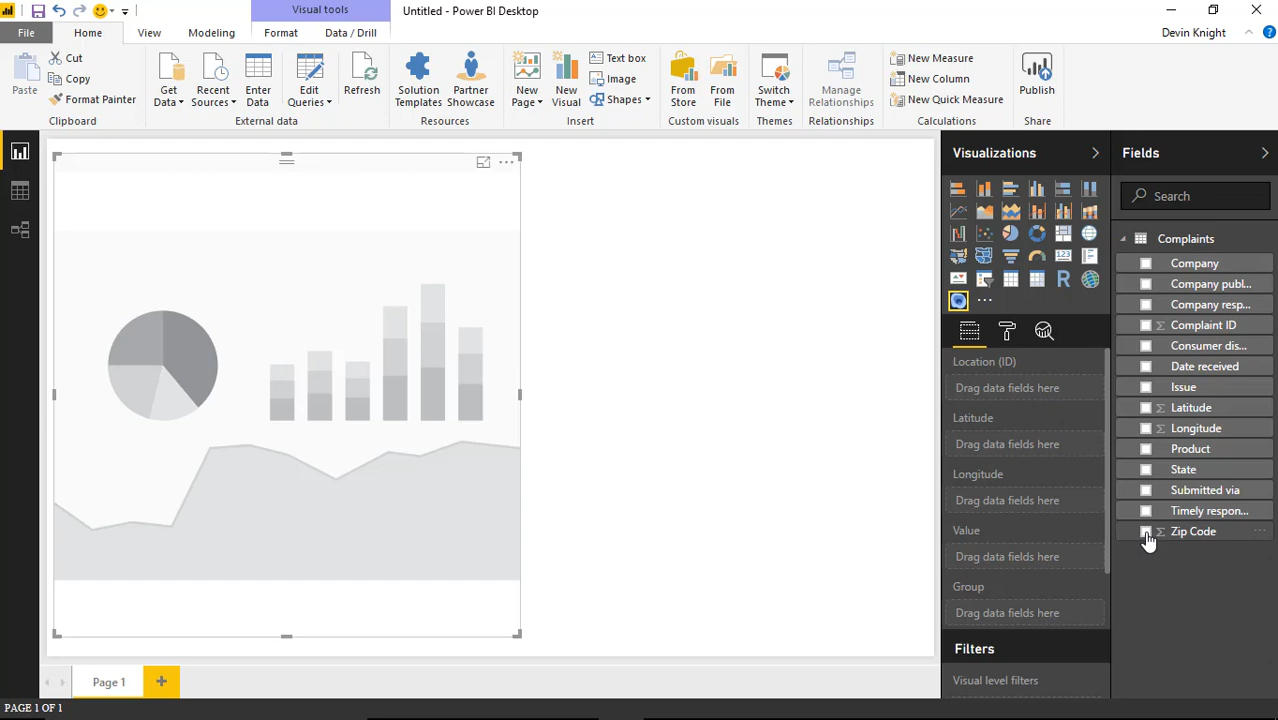 Visual tools
Untitled - Power BI Desktop
File
Home
View
Modeling
Format
Data / Drill
Devin Knight
?
Paste
Cut
Copy
Format Painter
Clipboard
Get Data
Recent Sources
Enter Data
Edit Queries
Refresh
External data
Solution Templates
Partner Showcase
Resources
New Page
New Visual
Text box
Image
Shapes
Insert
From Store
From File
Custom visuals
Switch Theme
Themes
Manage Relationships
Relationships
New Measure
New Column
New Quick Measure
Calculations
Publish
Share
Visualizations
123
R
Location (ID)
Drag data fields here
Latitude
Drag data fields here
Longitude
Drag data fields here
Value
Drag data fields here
Group
Drag data fields here
Filters
Visual level filters
Fields
Search
Complaints
Company
Company publ...
Company resp...
Σ Complaint ID
Consumer dis...
Date received
Issue
Σ Latitude
Σ Longitude
Product
State
Submitted via
Timely respon...
Σ Zip Code
Page 1
PAGE 1 OF 1